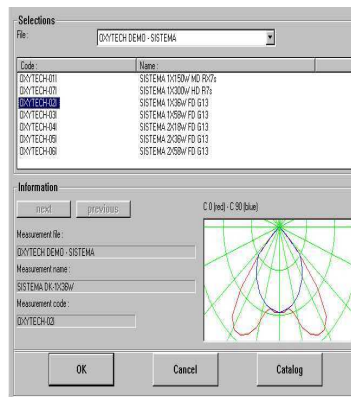 Selections
File :
OXYTECH DEMO - SISTEMA
Code : Name :
OXYTECH-01I SISTEMA 1X150W MD RX7s
OXYTECH-07I SISTEMA 1X300W HD R7s
OXYTECH-02I SISTEMA 1X36W FD G13
OXYTECH-03I SISTEMA 1X58W FD G13
OXYTECH-04I SISTEMA 2X18W FD G13
OXYTECH-05I SISTEMA 2X36W FD G13
OXYTECH-06I SISTEMA 2X58W FD G13
Information
next previous
C 0 (red) - C 90 (blue)
Measurement file :
OXYTECH DEMO - SISTEMA
Measurement name :
SISTEMA DK-1X36W
Measurement code :
OXYTECH-02I
OK Cancel Catalog